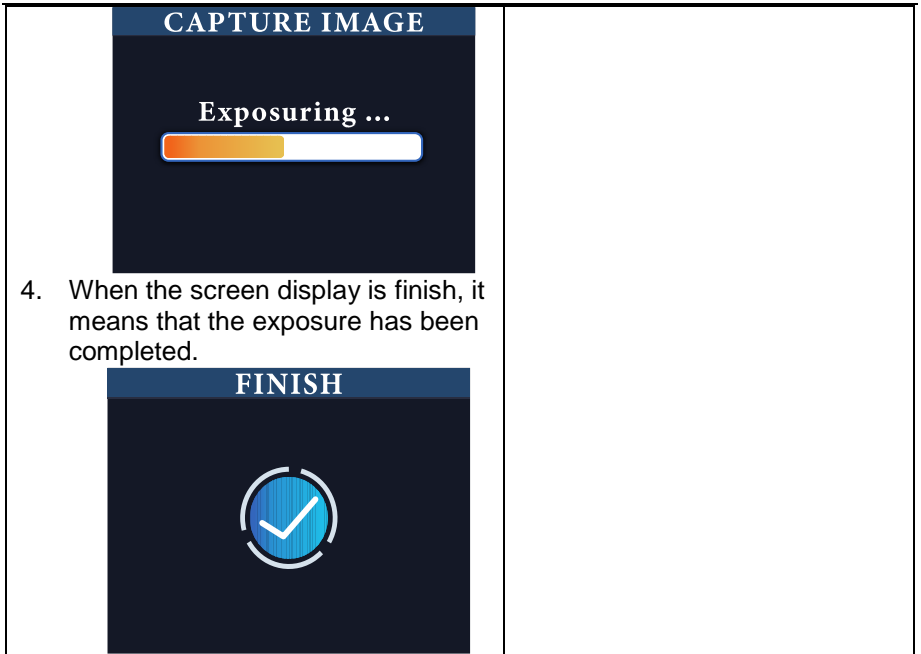 CAPTURE IMAGE
Exposuring ...
4. When the screen display is finish, it
means that the exposure has been
completed.
FINISH